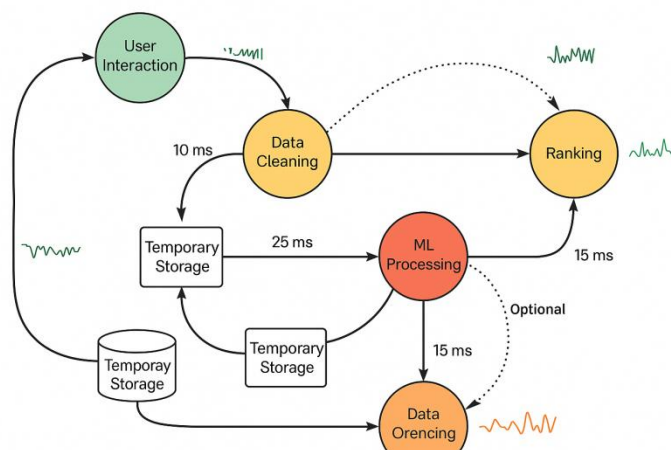 User
Interaction
Data
Cleaning
Ranking
10 ms
Temporary
Storage
25 ms
ML
Processing
15 ms
Optional
Temporary
Storage
15 ms
Temporay
Storage
Data
Orencing